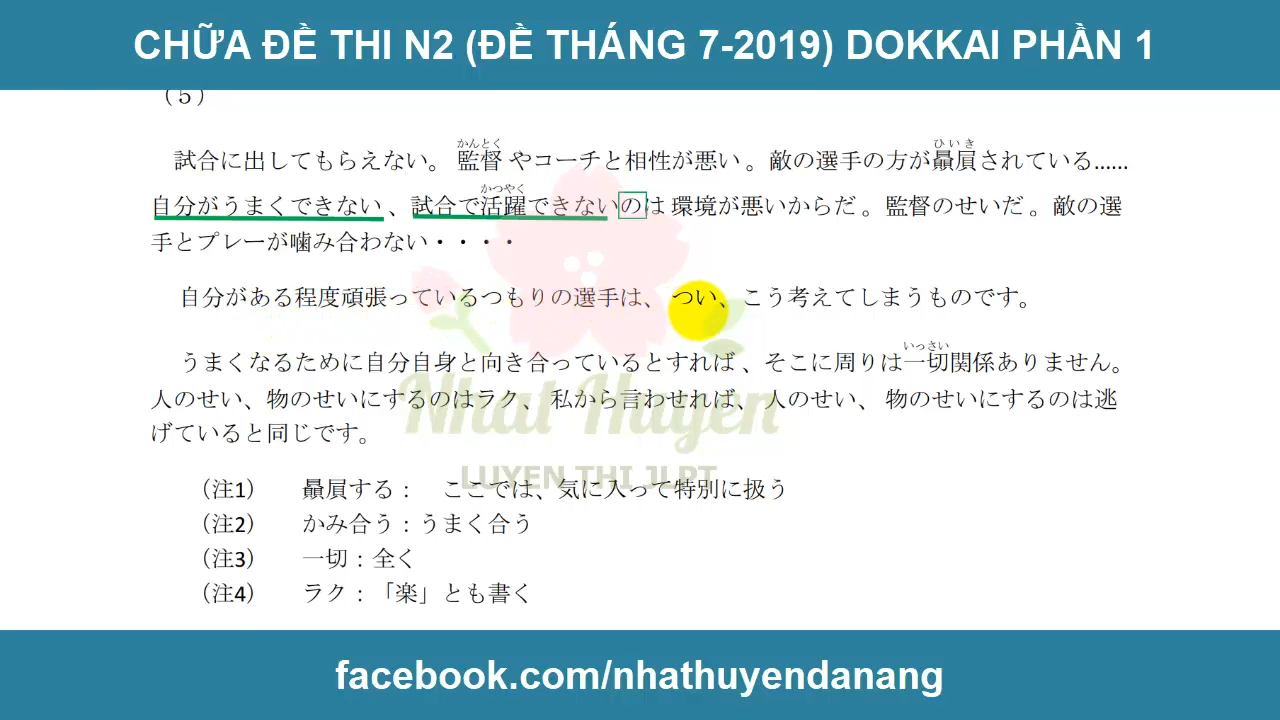 CHỮA ĐỀ THI N2 (ĐỀ THÁNG 7-2019) DOKKAI PHẦN 1
（５）
試合に出してもらえない。監督やコーチと相性が悪い。敵の選手の方が贔屓されている......
かんとく ひいき
自分がうまくできない、試合で活躍できないのは環境が悪いからだ。監督のせいだ。敵の選
かつやく
手とプレーが噛み合わない・・・・
自分がある程度頑張っているつもりの選手は、つい、こう考えてしまうものです。
うまくなるために自分自身と向き合っているとすれば、そこに周りは一切関係ありません。
いっさい
人のせい、物のせいにするのはラク、私から言わせれば、人のせい、物のせいにするのは逃
げていると同じです。
Nhat Huyen
LUYEN THI JLPT
（注1） 贔屓する： ここでは、気に入って特別に扱う
（注2） かみ合う：うまく合う
（注3） 一切：全く
（注4） ラク：「楽」とも書く
facebook.com/nhathuyendanang